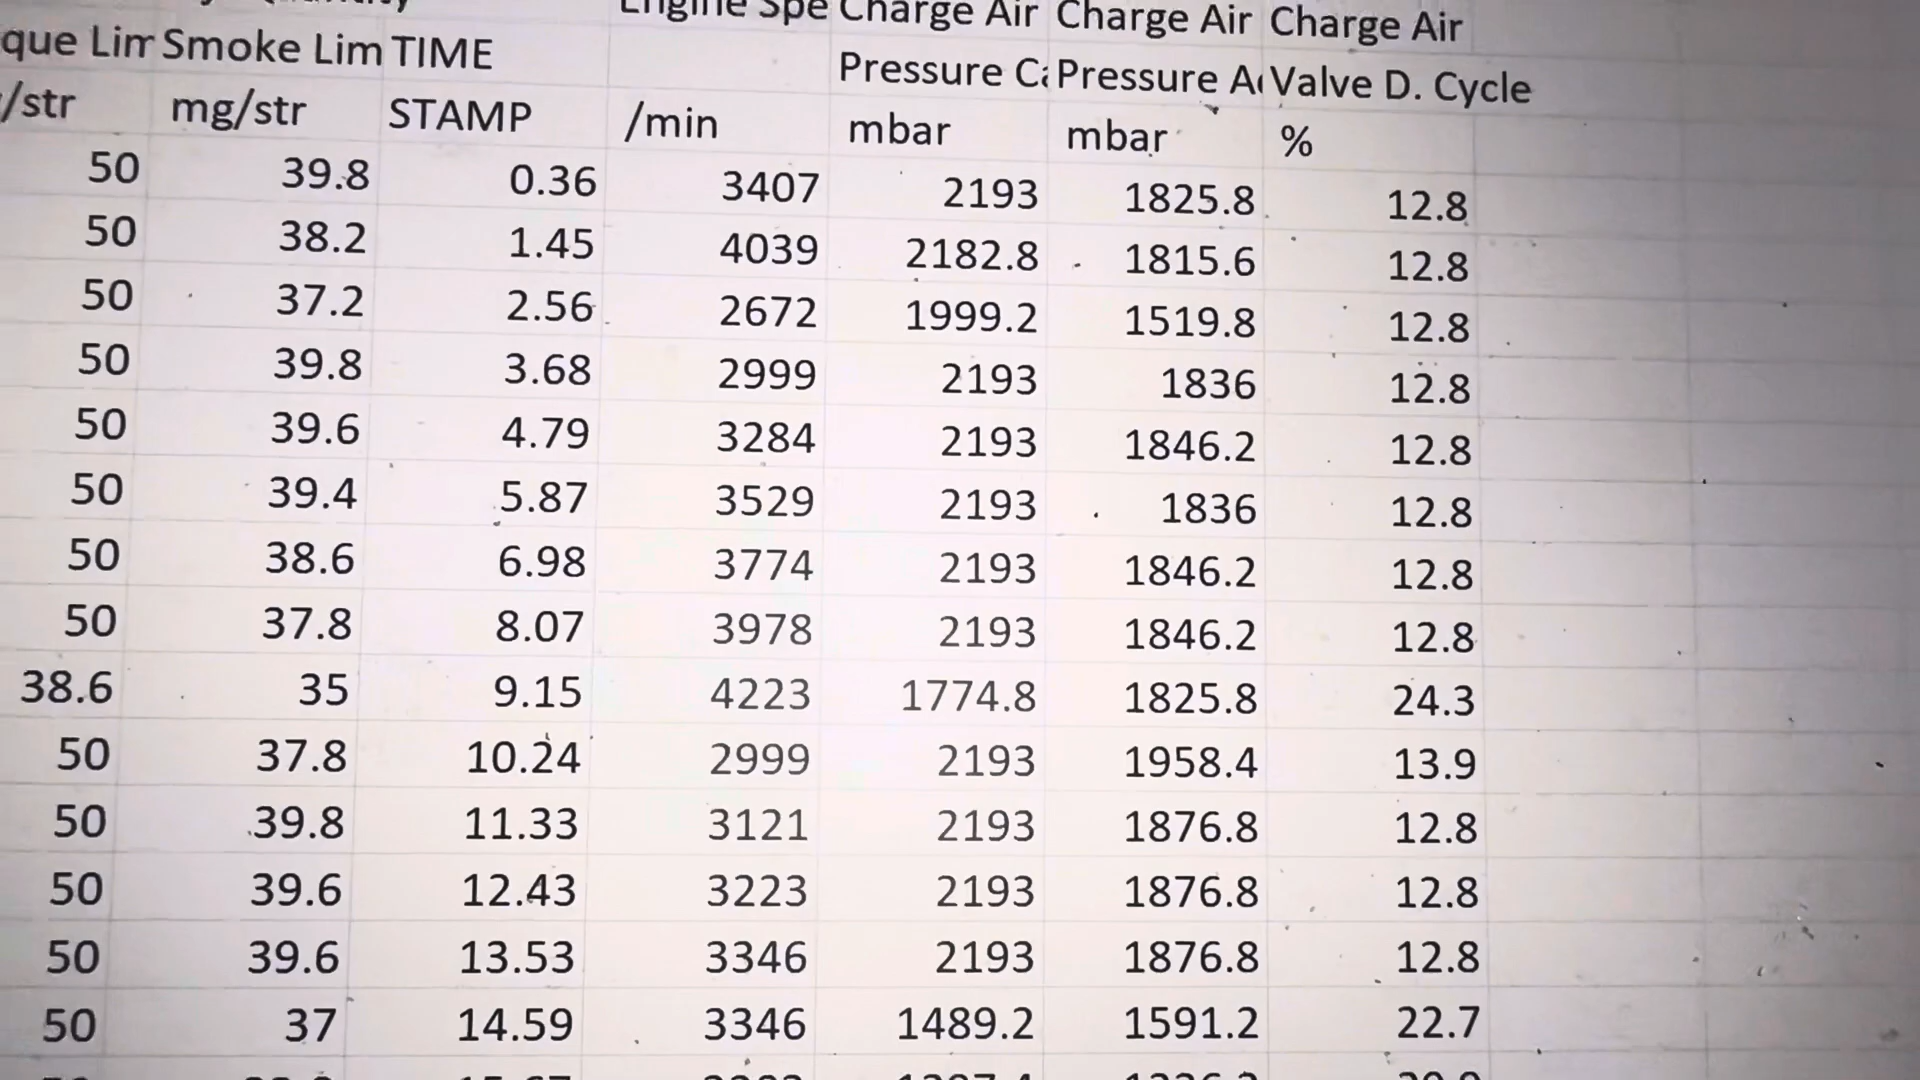 Charge Air Charge Air Charge Air
Smoke Lim TIME Pressure Pressure Valve D. Cycle
/str mg/str STAMP /min mbar mbar %
50 39.8 0.36 3407 2193 1825.8 12.8
50 38.2 1.45 4039 2182.8 1815.6 12.8
50 37.2 2.56 2672 1999.2 1519.8 12.8
50 39.8 3.68 2999 2193 1836 12.8
50 39.6 4.79 3284 2193 1846.2 12.8
50 39.4 5.87 3529 2193 1836 12.8
50 38.6 6.98 3774 2193 1846.2 12.8
50 37.8 8.07 3978 2193 1846.2 12.8
38.6 35 9.15 4223 1774.8 1825.8 24.3
50 37.8 10.24 2999 2193 1958.4 13.9
50 39.8 11.33 3121 2193 1876.8 12.8
50 39.6 12.43 3223 2193 1876.8 12.8
50 39.6 13.53 3346 2193 1876.8 12.8
50 37 14.59 3346 1489.2 1591.2 22.7